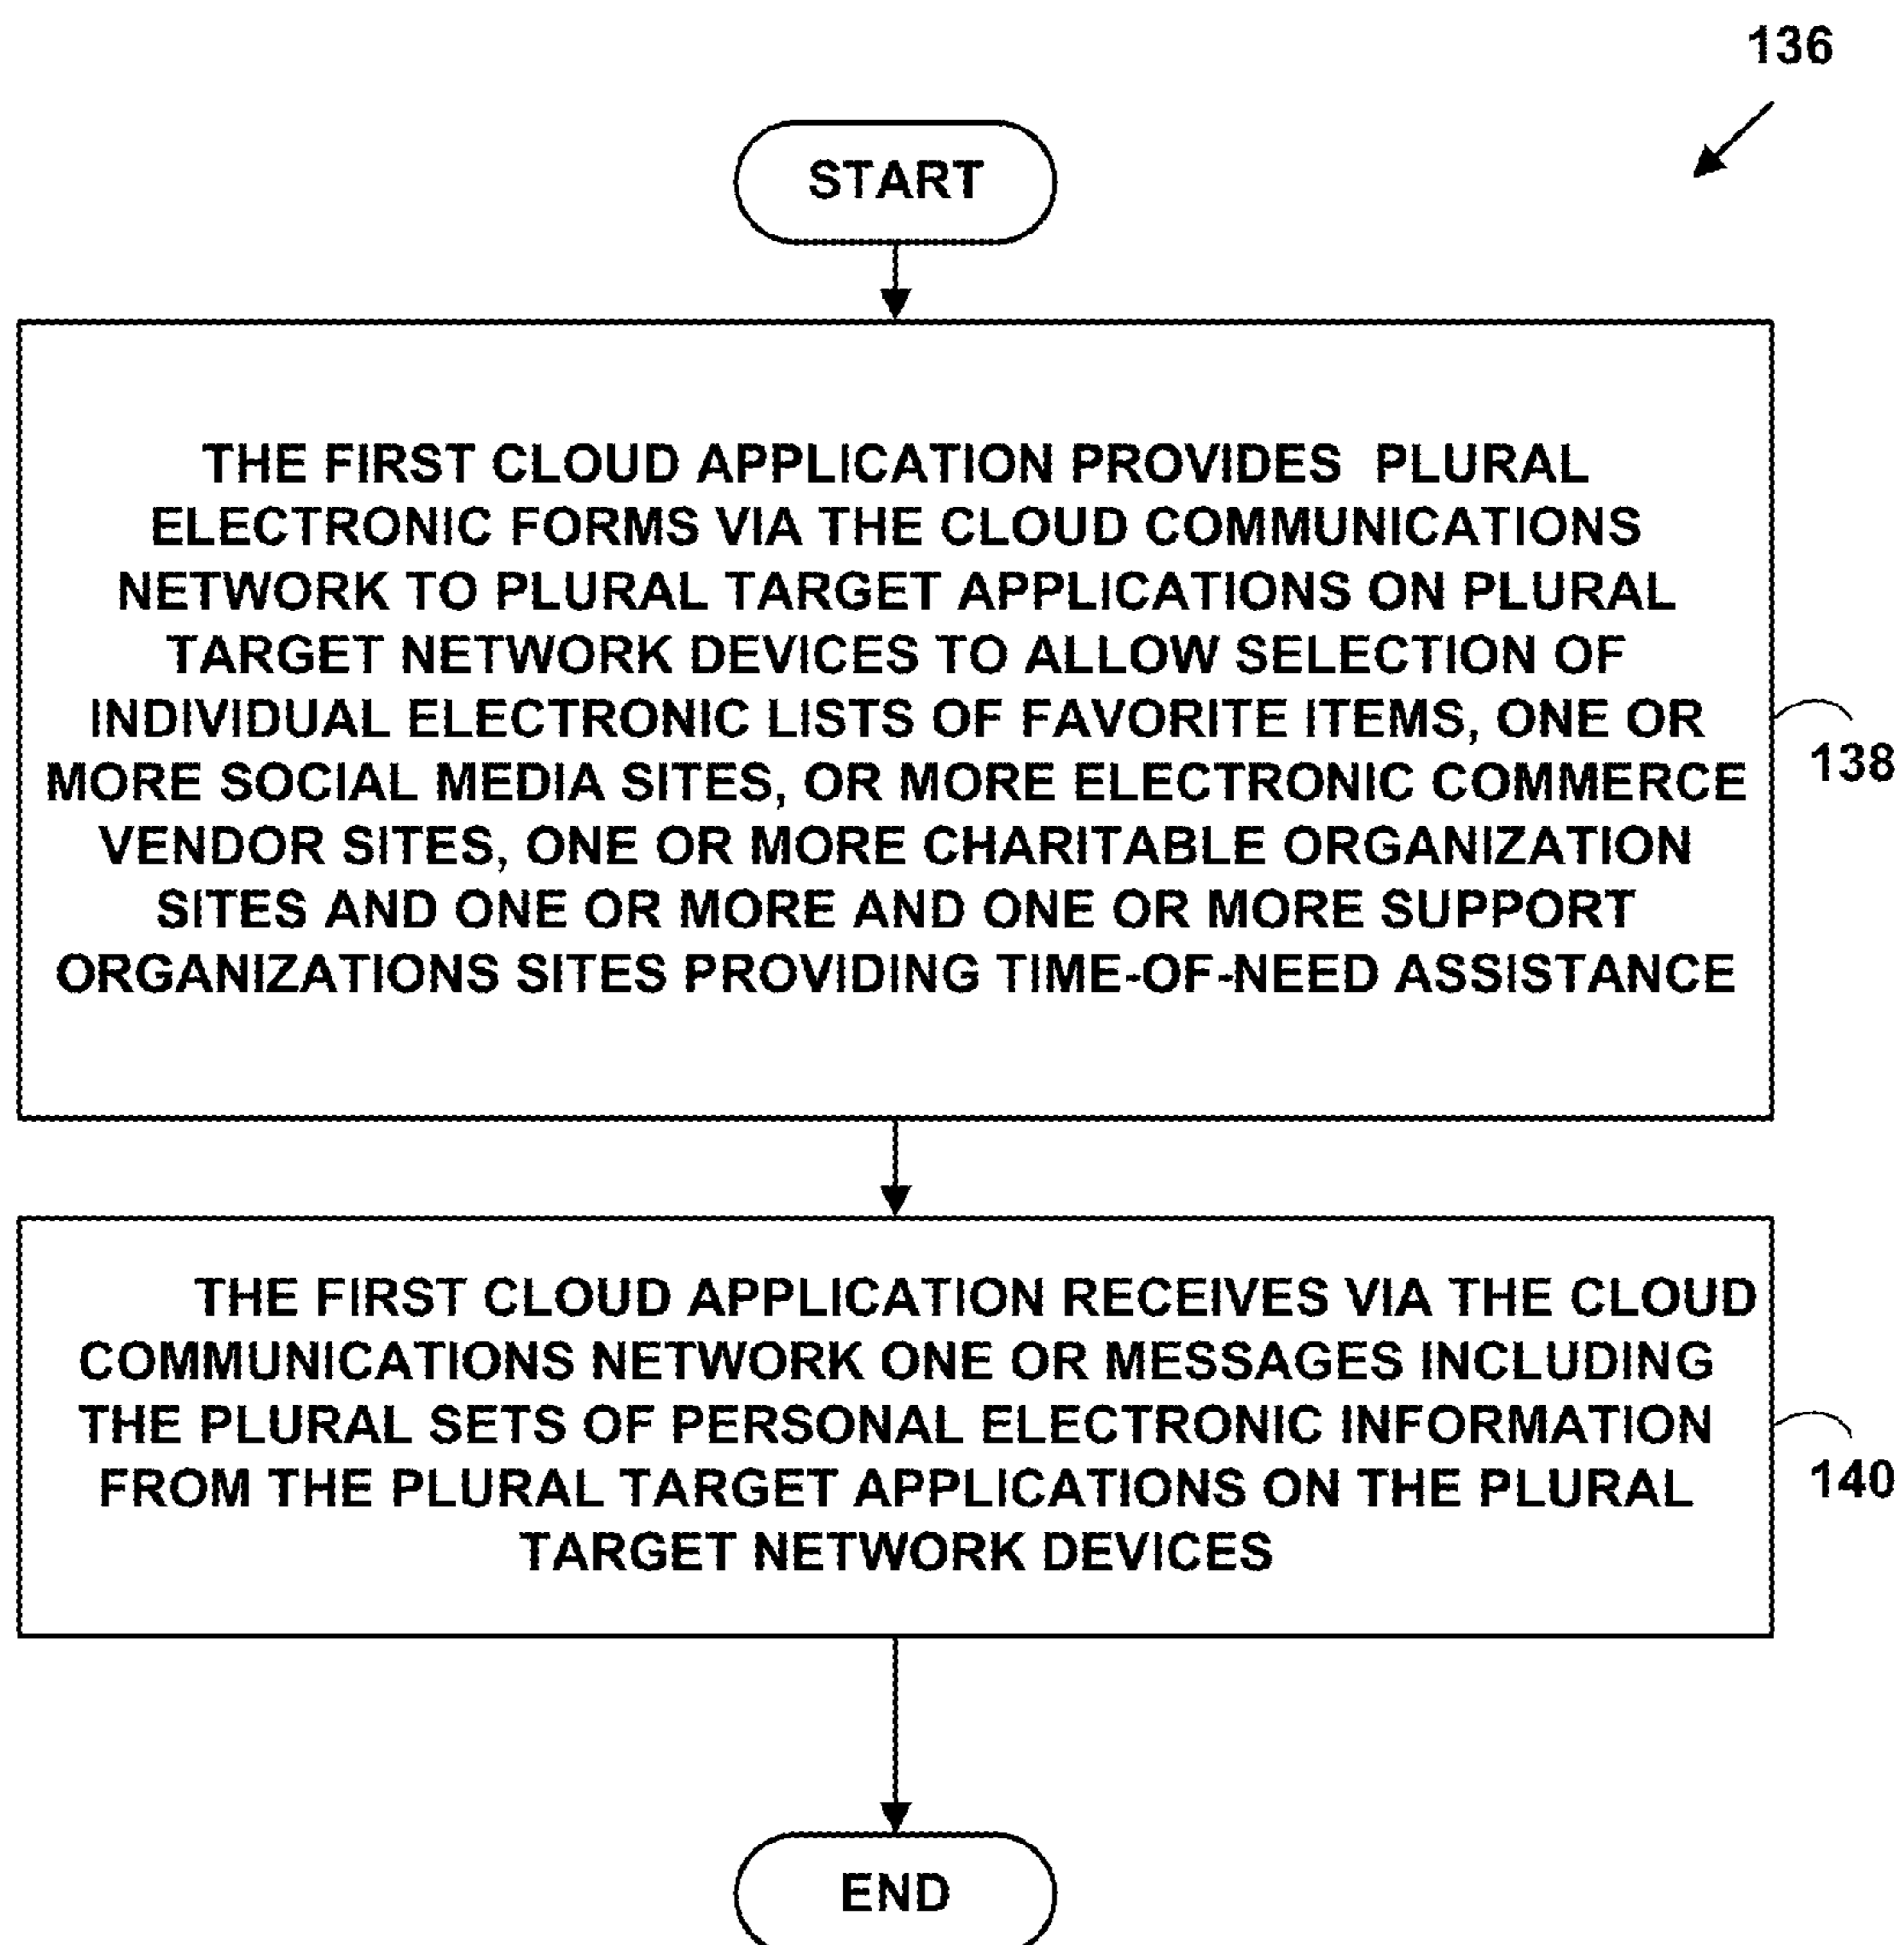 136
START
THE FIRST CLOUD APPLICATION PROVIDES PLURAL
ELECTRONIC FORMS VIA THE CLOUD COMMUNICATIONS
NETWORK TO PLURAL TARGET APPLICATIONS ON PLURAL
TARGET NETWORK DEVICES TO ALLOW SELECTION OF
INDIVIDUAL ELECTRONIC LISTS OF FAVORITE ITEMS, ONE OR
MORE SOCIAL MEDIA SITES, OR MORE ELECTRONIC COMMERCE
VENDOR SITES, ONE OR MORE CHARITABLE ORGANIZATION
SITES AND ONE OR MORE AND ONE OR MORE SUPPORT
ORGANIZATIONS SITES PROVIDING TIME-OF-NEED ASSISTANCE
138
THE FIRST CLOUD APPLICATION RECEIVES VIA THE CLOUD
COMMUNICATIONS NETWORK ONE OR MESSAGES INCLUDING
THE PLURAL SETS OF PERSONAL ELECTRONIC INFORMATION
FROM THE PLURAL TARGET APPLICATIONS ON THE PLURAL
TARGET NETWORK DEVICES
140
END